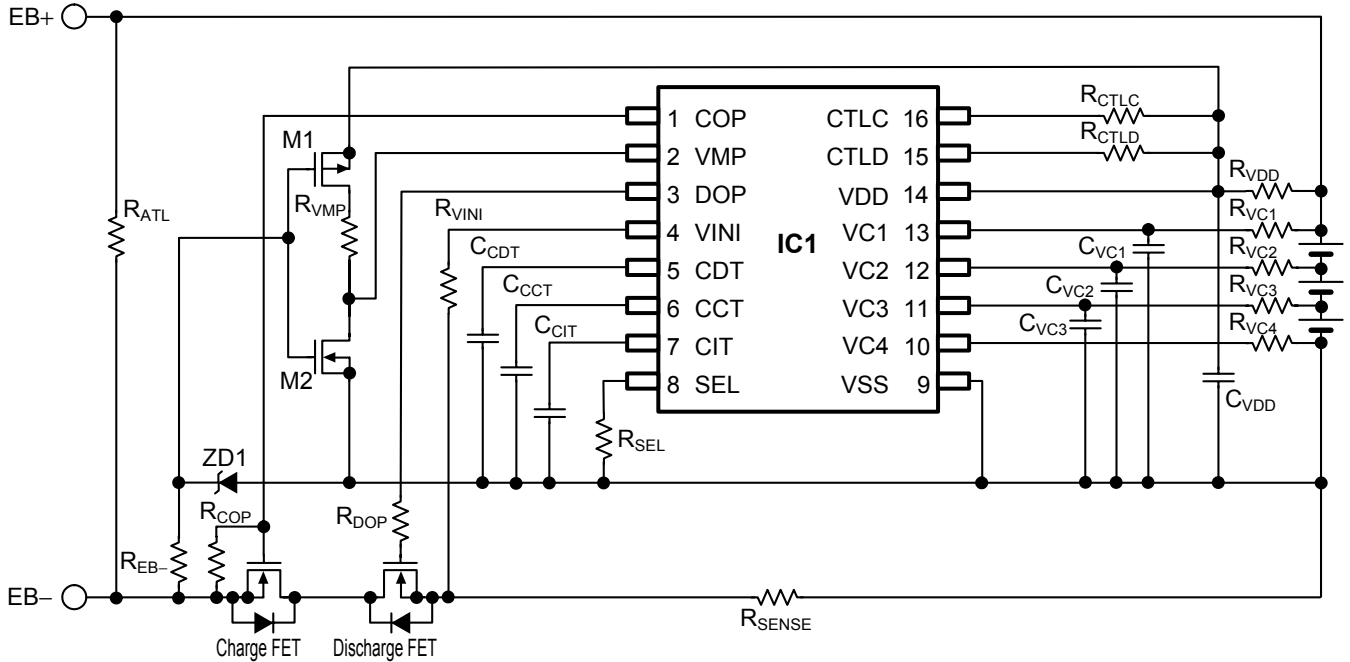 EB+
M1
M2
R_ATL
R_VMP
R_VINI
C_CDT
C_CCT
C_CIT
R_SEL
1 COP
2 VMP
3 DOP
4 VINI
5 CDT
6 CCT
7 CIT
8 SEL
IC1
CTLC 16
CTLD 15
VDD 14
VC1 13
VC2 12
VC3 11
VC4 10
VSS 9
R_CTLC
R_CTLD
R_VDD
R_VC1
R_VC2
R_VC3
R_VC4
C_VC1
C_VC2
C_VC3
C_VDD
ZD1
R_COP
R_DOP
R_EB−
EB−
Charge FET
Discharge FET
R_SENSE